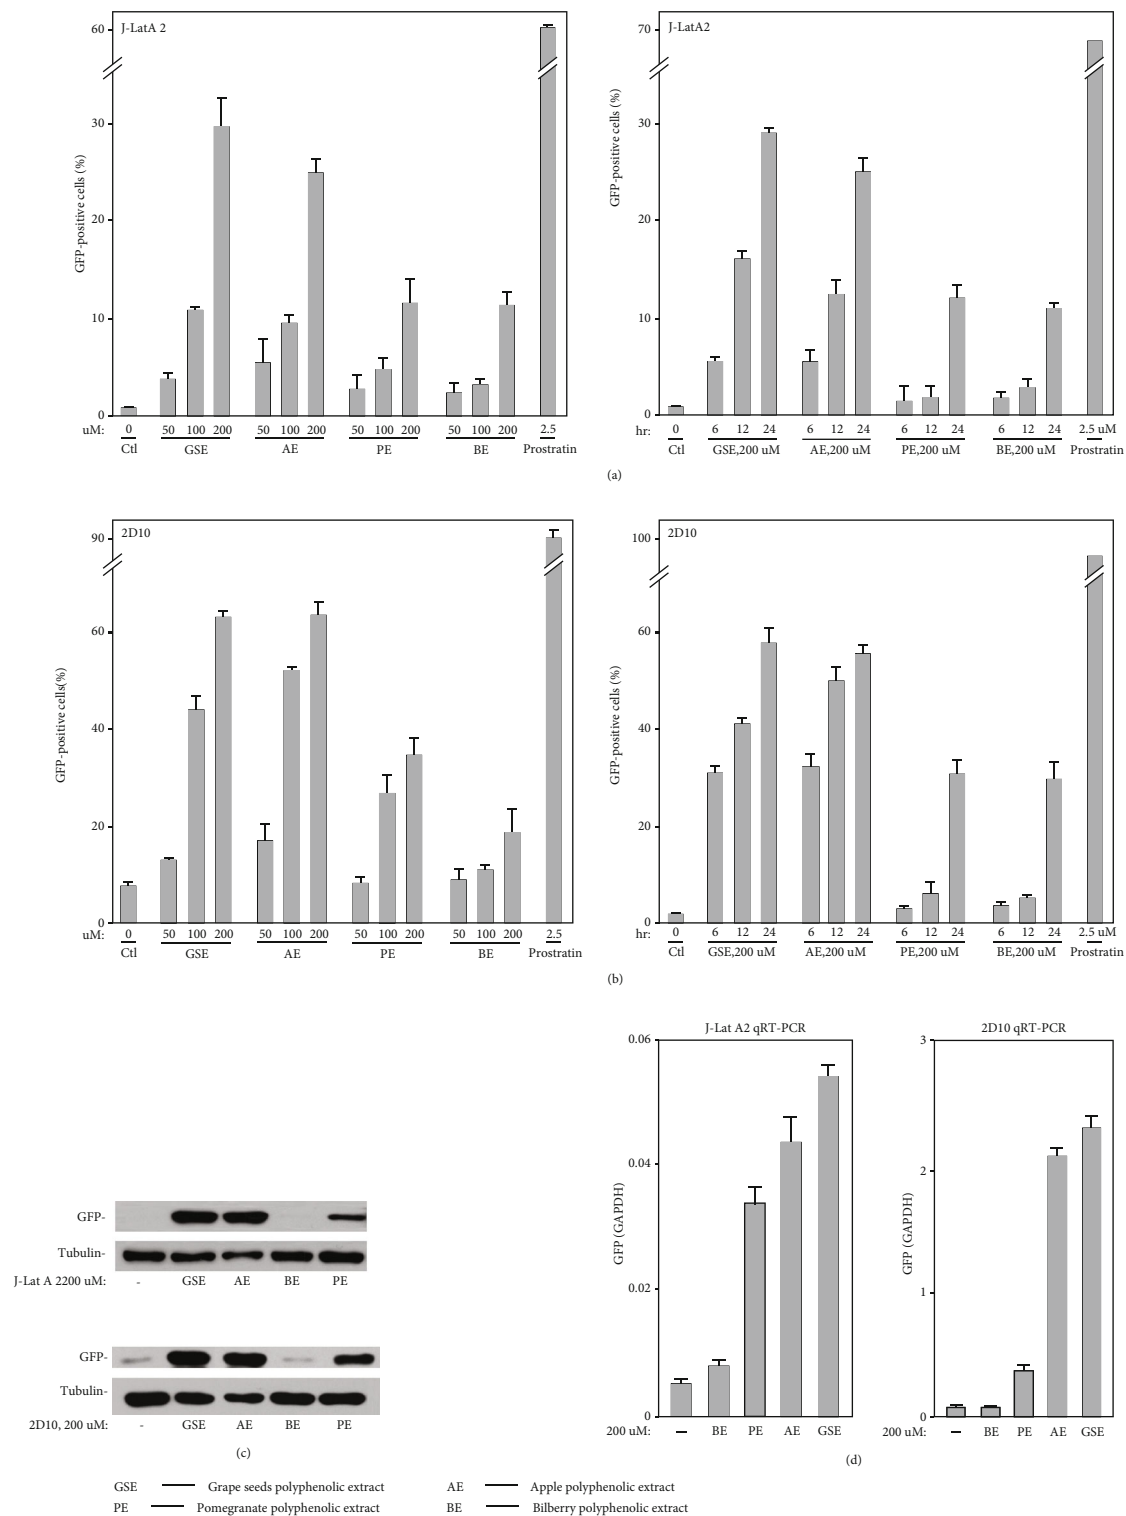 J-LatA 2
60
30
20
10
0
GFP-positive cells (%)
uM: 0 50 100 200 50 100 200 50 100 200 50 100 200 2.5
Ctl GSE AE PE BE Prostratin
J-LatA2
70
30
20
10
0
GFP-positive cells (%)
hr: 0 6 12 24 6 12 24 6 12 24 6 12 24 2.5 uM
Ctl GSE,200 uM AE,200 uM PE,200 uM BE,200 uM Prostratin
(a)
2D10
90
60
40
20
0
GFP-positive cells(%)
uM: 0 50 100 200 50 100 200 50 100 200 50 100 200 2.5
Ctl GSE AE PE BE Prostratin
2D10
100
60
40
20
0
GFP-positive cells (%)
hr: 0 6 12 24 6 12 24 6 12 24 6 12 24 2.5 uM
Ctl GSE,200 uM AE,200 uM PE,200 uM BE,200 uM Prostratin
(b)
GFP-
Tubulin-
J-Lat A 2200 uM: - GSE AE BE PE
GFP-
Tubulin-
2D10, 200 uM: - GSE AE BE PE
(c)
J-Lat A2 qRT-PCR
0.06
0.04
0.02
0
GFP (GAPDH)
200 uM: – BE PE AE GSE
2D10 qRT-PCR
3
2
1
0
GFP (GAPDH)
200 uM: – BE PE AE GSE
(d)
GSE — Grape seeds polyphenolic extract AE — Apple polyphenolic extract
PE — Pomegranate polyphenolic extract BE — Bilberry polyphenolic extract